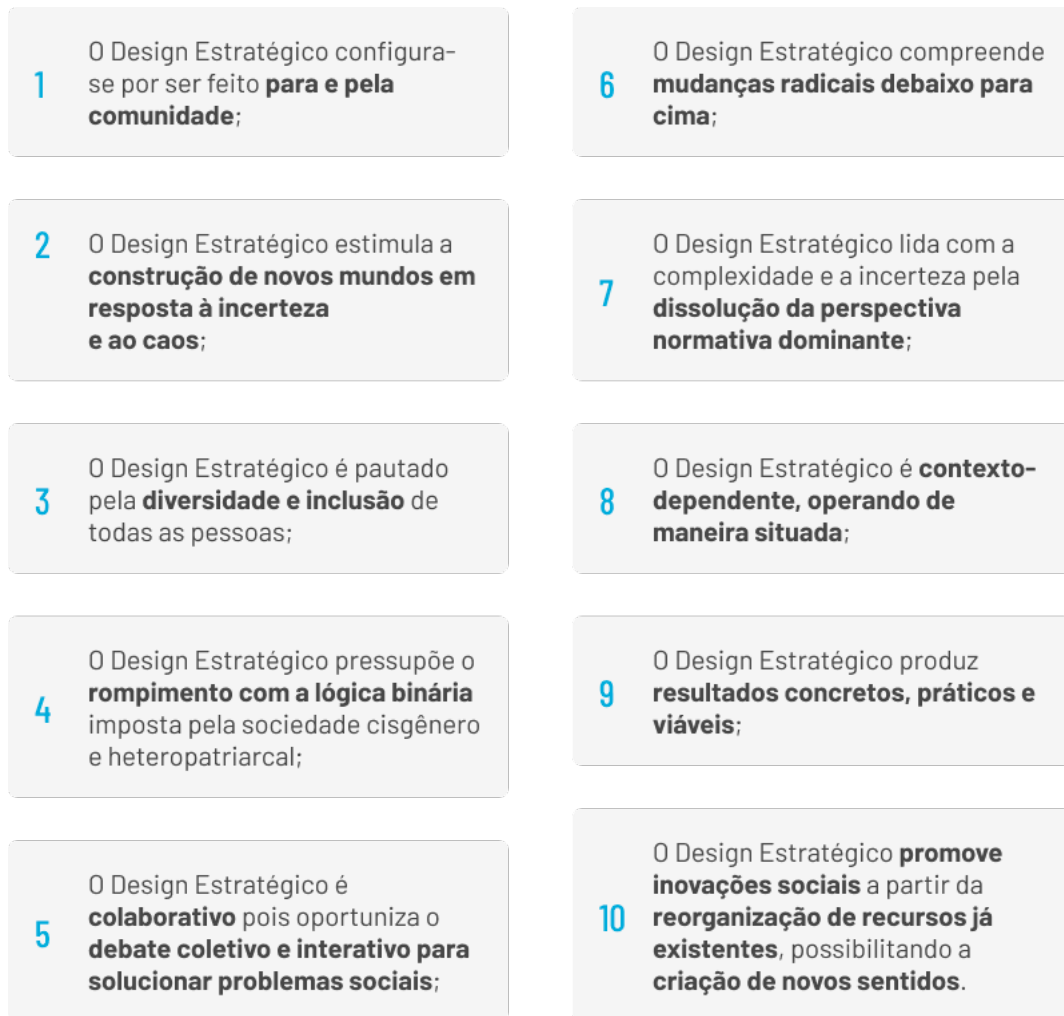 1
O Design Estratégico configura-
se por ser feito para e pela
comunidade;
2
O Design Estratégico estimula a
construção de novos mundos em
resposta à incerteza
e ao caos;
3
O Design Estratégico é pautado
pela diversidade e inclusão de
todas as pessoas;
4
O Design Estratégico pressupõe o
rompimento com a lógica binária
imposta pela sociedade cisgênero
e heteropatriarcal;
5
O Design Estratégico é
colaborativo pois oportuniza o
debate coletivo e interativo para
solucionar problemas sociais;
6
O Design Estratégico compreende
mudanças radicais debaixo para
cima;
7
O Design Estratégico lida com a
complexidade e a incerteza pela
dissolução da perspectiva
normativa dominante;
8
O Design Estratégico é contexto-
dependente, operando de
maneira situada;
9
O Design Estratégico produz
resultados concretos, práticos e
viáveis;
10
O Design Estratégico promove
inovações sociais a partir da
reorganização de recursos já
existentes, possibilitando a
criação de novos sentidos.